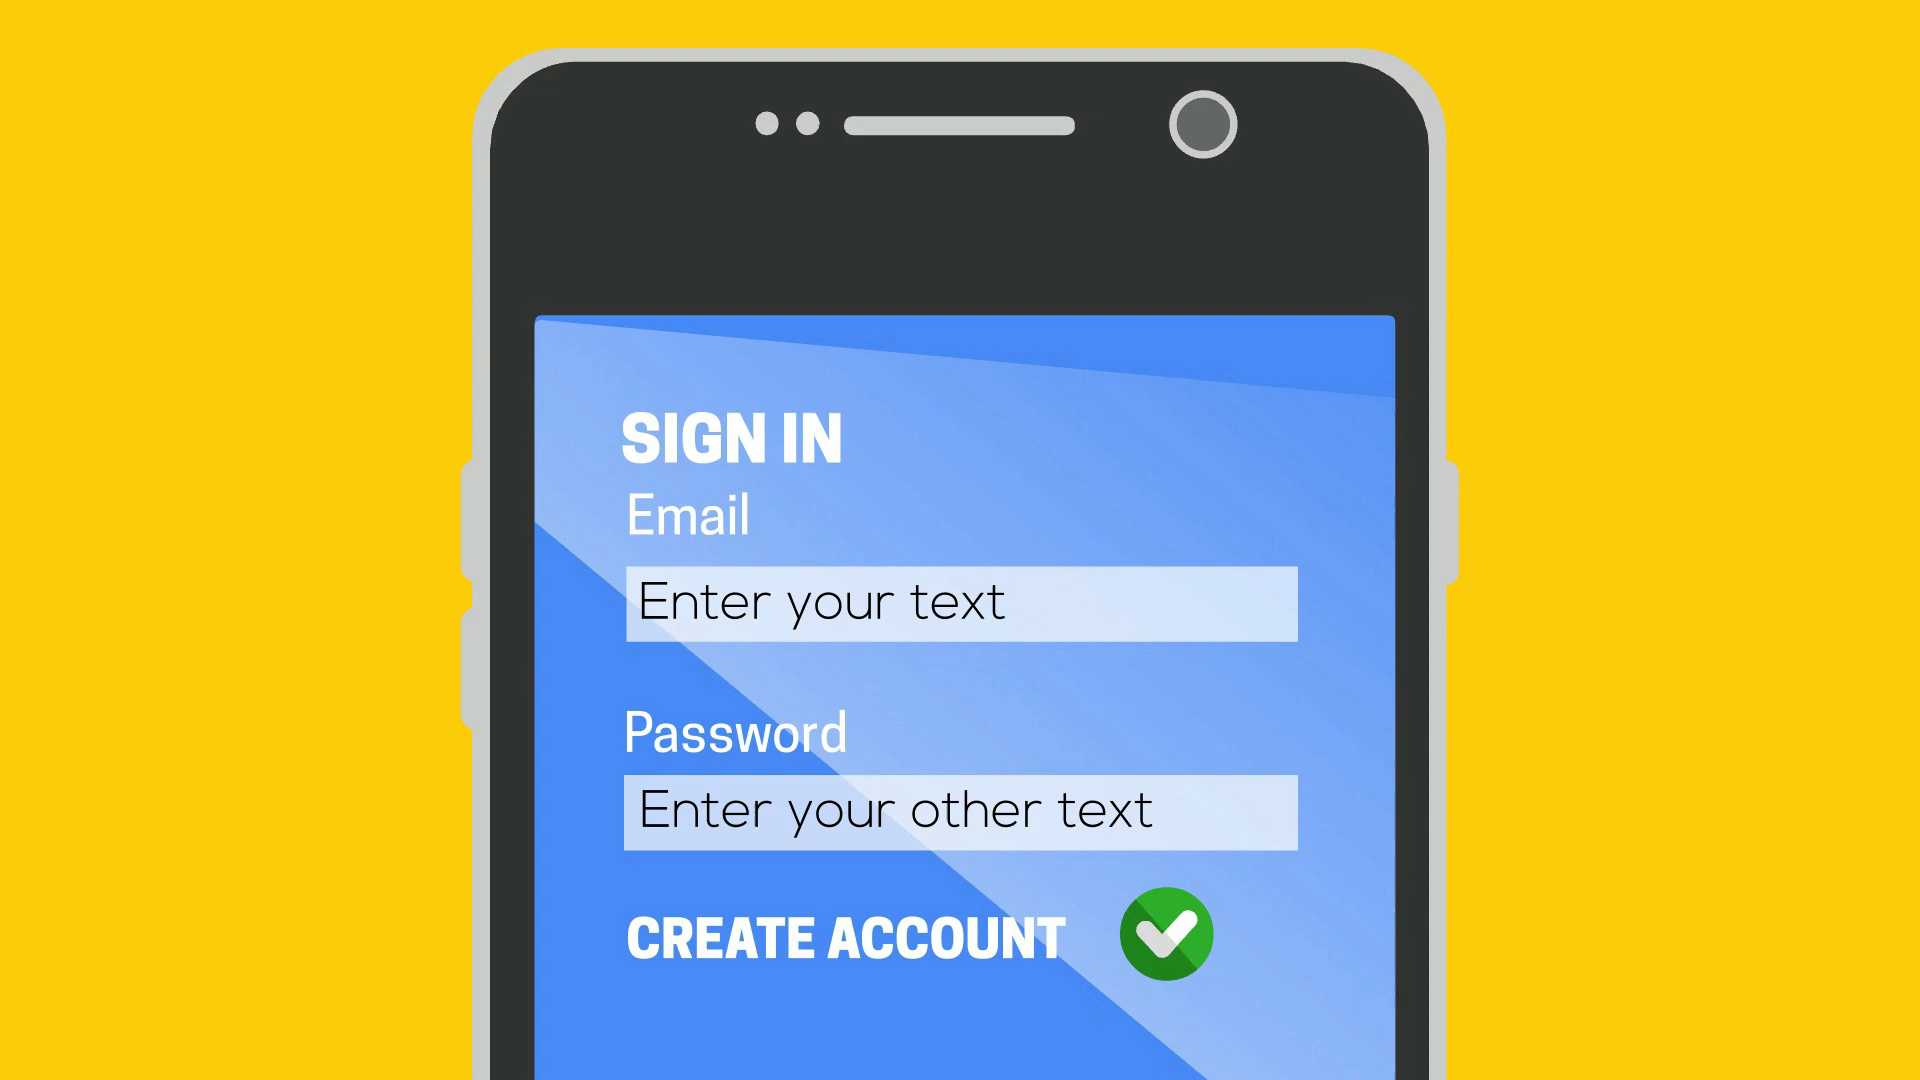 SIGN IN
Email
Enter your text
Password
Enter your other text
CREATE ACCOUNT